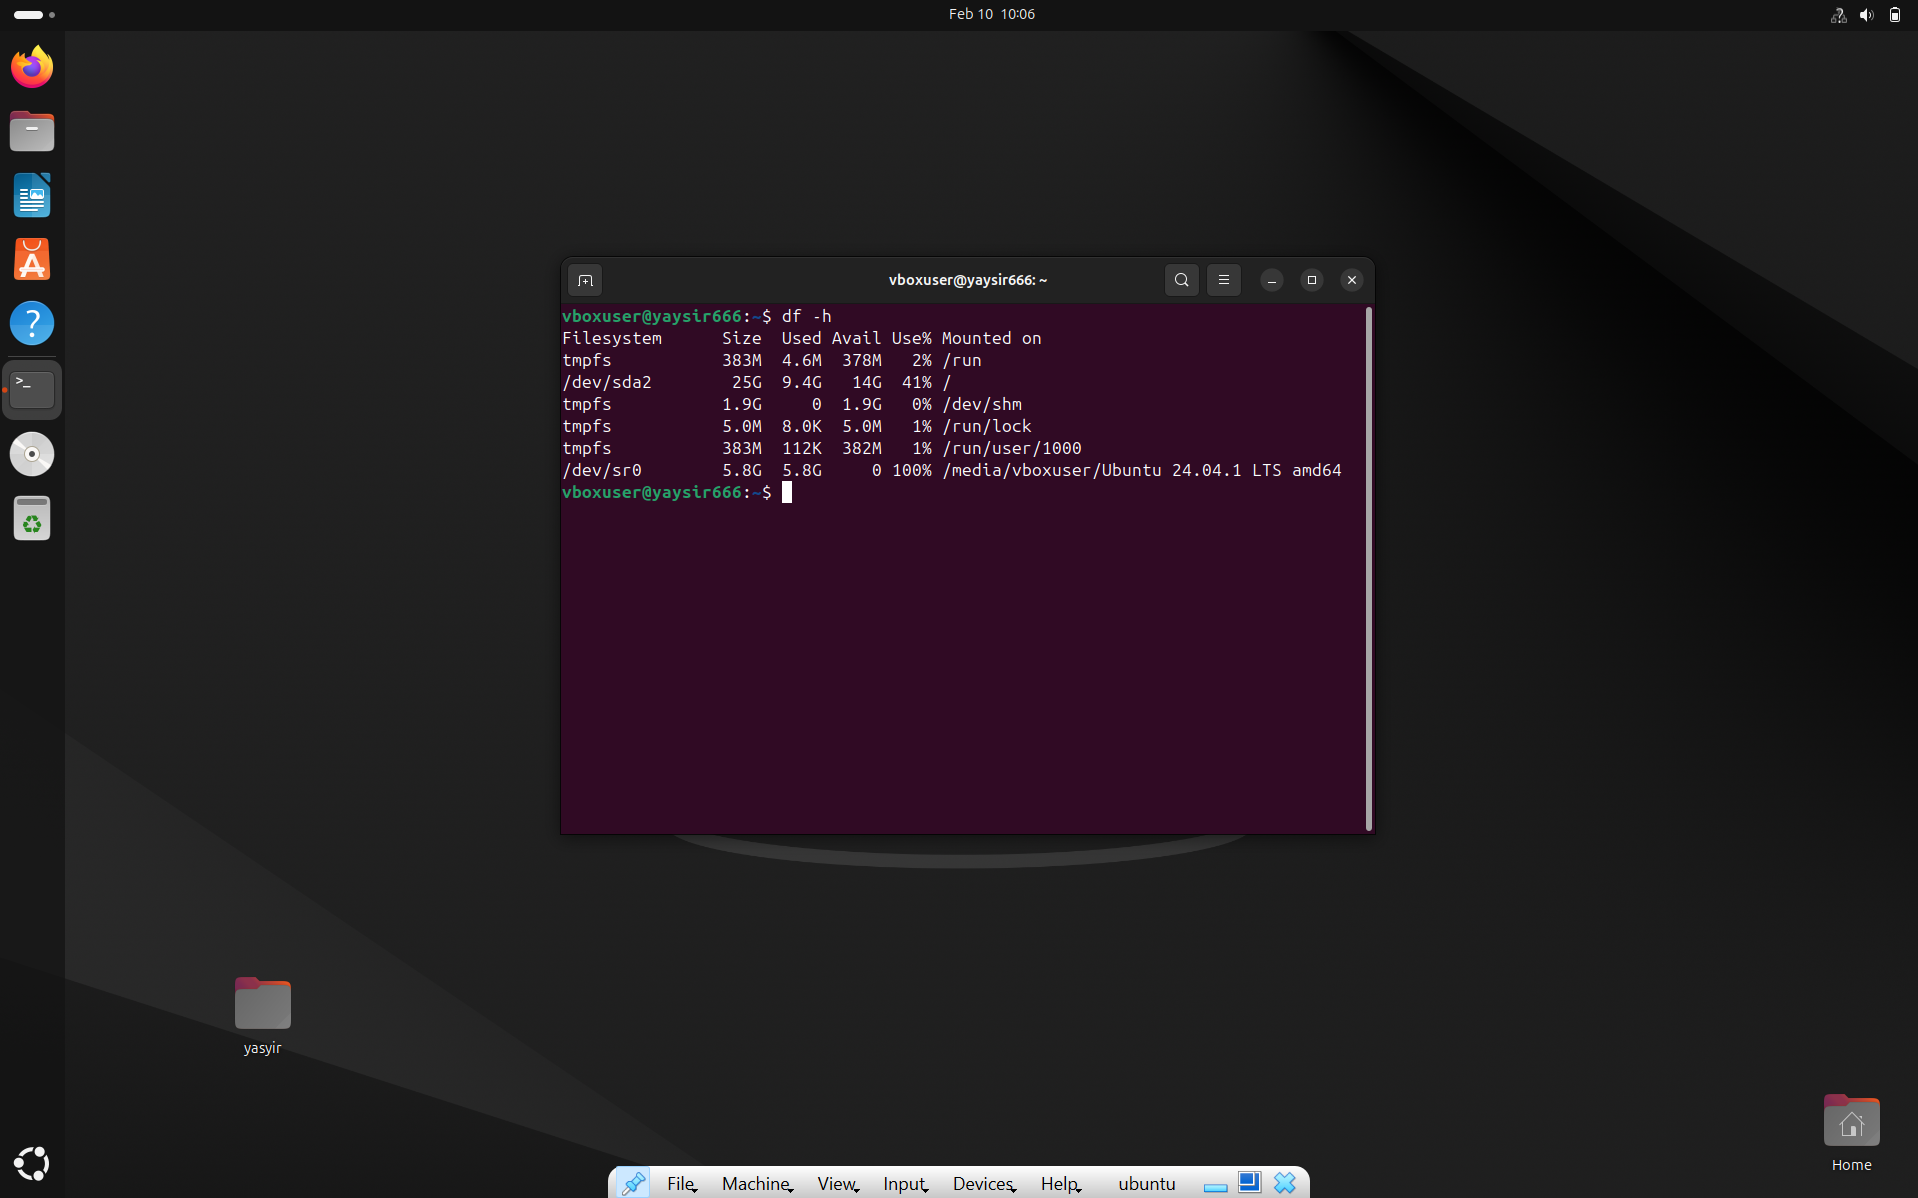 Feb 10 10:06
vboxuser@yaysir666: ~
vboxuser@yaysir666:~$ df -h
Filesystem      Size  Used Avail Use% Mounted on
tmpfs           383M  4.6M  378M   2% /run
/dev/sda2        25G  9.4G   14G  41% /
tmpfs           1.9G     0  1.9G   0% /dev/shm
tmpfs           5.0M  8.0K  5.0M   1% /run/lock
tmpfs           383M  112K  382M   1% /run/user/1000
/dev/sr0        5.8G  5.8G     0 100% /media/vboxuser/Ubuntu 24.04.1 LTS amd64
vboxuser@yaysir666:~$
yasyir
Home
File Machine View Input Devices Help ubuntu